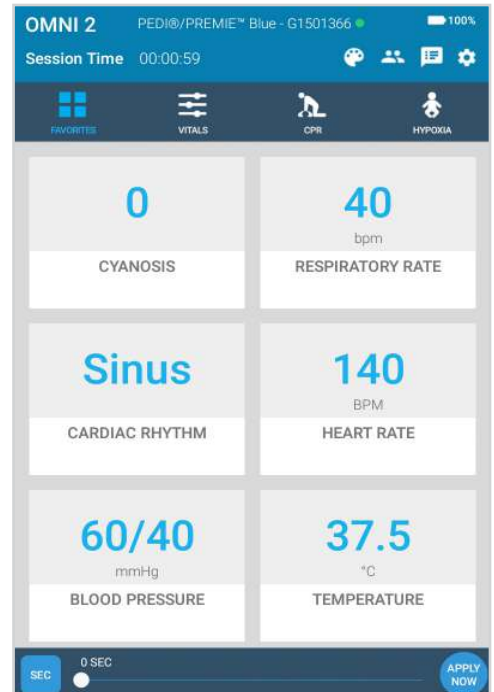 OMNI 2 PEDI®/PREMIE™ Blue - G1501366 100%
Session Time 00:00:59
FAVORITES VITALS CPR HYPOXIA
0 40
bpm
CYANOSIS RESPIRATORY RATE
Sinus 140
BPM
CARDIAC RHYTHM HEART RATE
60/40 37.5
mmHg °C
BLOOD PRESSURE TEMPERATURE
0 SEC
SEC APPLY
NOW